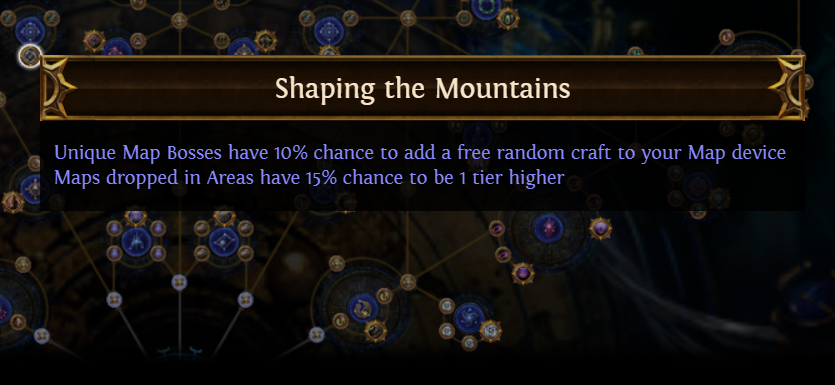 Shaping the Mountains
Unique Map Bosses have 10% chance to add a free random craft to your Map device
Maps dropped in Areas have 15% chance to be 1 tier higher